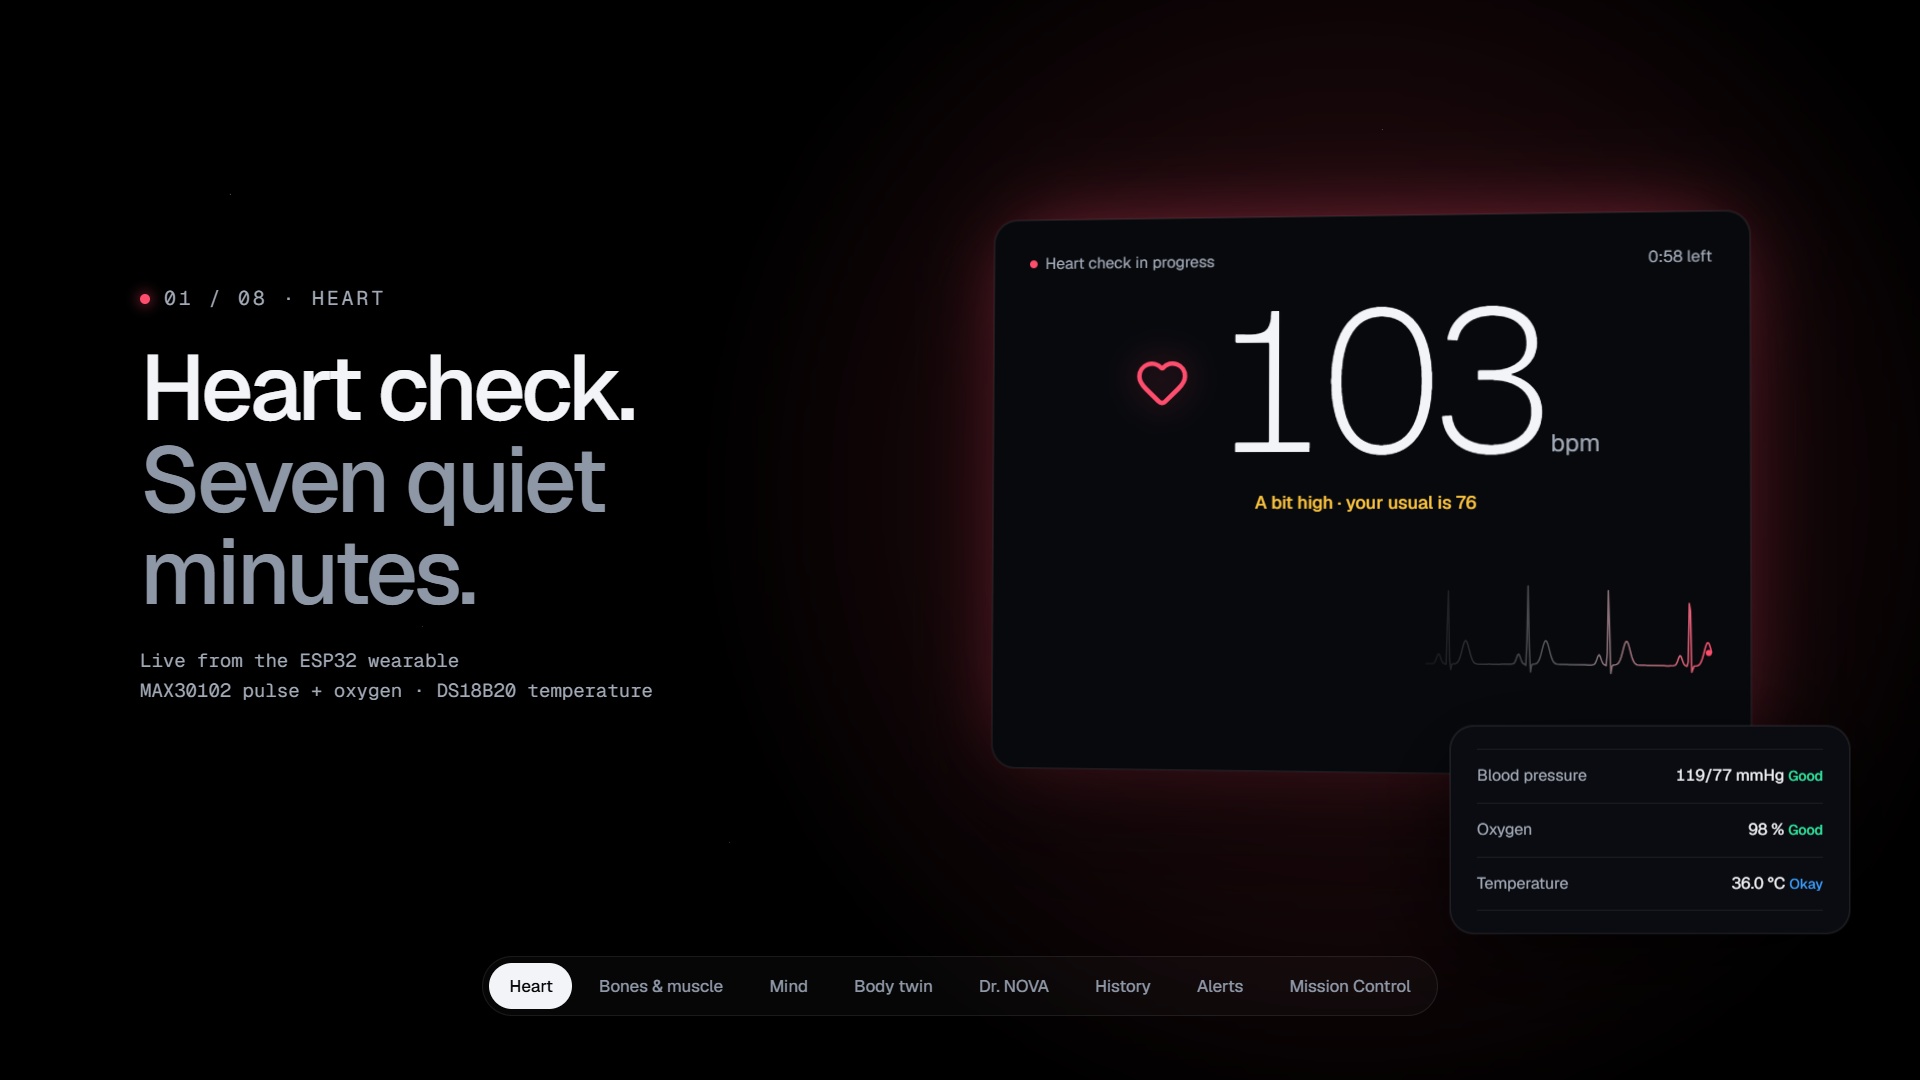 01 / 08 · HEART
Heart check.
Seven quiet
minutes.
Live from the ESP32 wearable
MAX30102 pulse + oxygen · DS18B20 temperature
Heart check in progress
0:58 left
103 bpm
A bit high · your usual is 76
Blood pressure 119/77 mmHg Good
Oxygen 98 % Good
Temperature 36.0 °C Okay
Heart Bones & muscle Mind Body twin Dr. NOVA History Alerts Mission Control